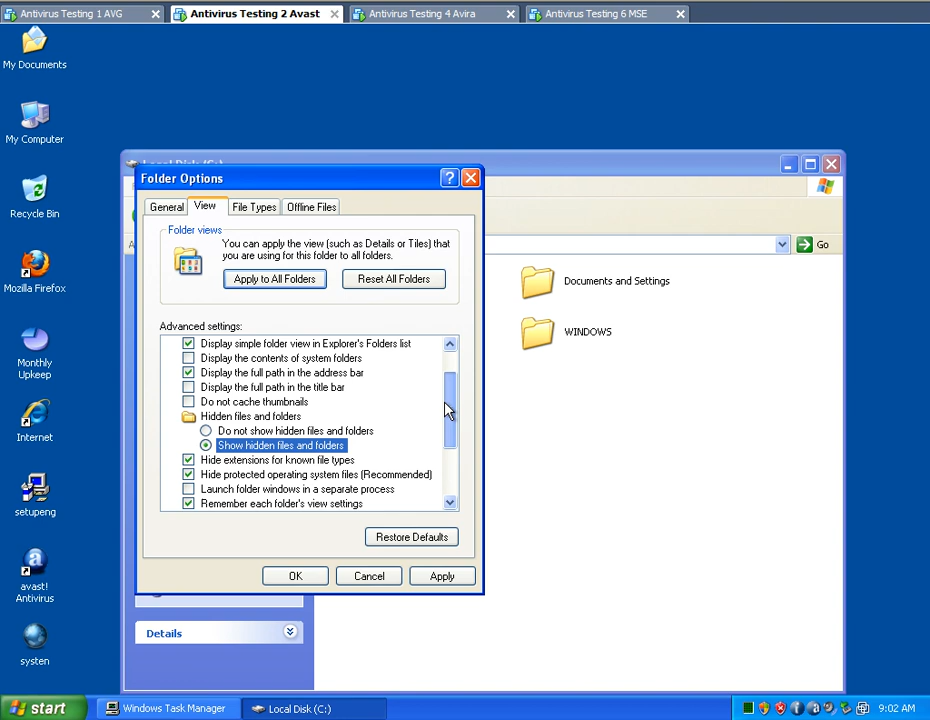 Antivirus Testing 1 AVG
Antivirus Testing 2 Avast
Antivirus Testing 4 Avira
Antivirus Testing 6 MSE
My Documents
My Computer
Recycle Bin
Mozilla Firefox
Monthly
Upkeep
Internet
setupeng
avast!
Antivirus
systen
Local Disk (C:)
Folder Options
General
View
File Types
Offline Files
Folder views
You can apply the view (such as Details or Tiles) that
you are using for this folder to all folders.
Apply to All Folders
Reset All Folders
Advanced settings:
Display simple folder view in Explorer's Folders list
Display the contents of system folders
Display the full path in the address bar
Display the full path in the title bar
Do not cache thumbnails
Hidden files and folders
Do not show hidden files and folders
Show hidden files and folders
Hide extensions for known file types
Hide protected operating system files (Recommended)
Launch folder windows in a separate process
Remember each folder's view settings
Restore Defaults
OK
Cancel
Apply
Go
Documents and Settings
WINDOWS
Details
start
Windows Task Manager
Local Disk (C:)
9:02 AM